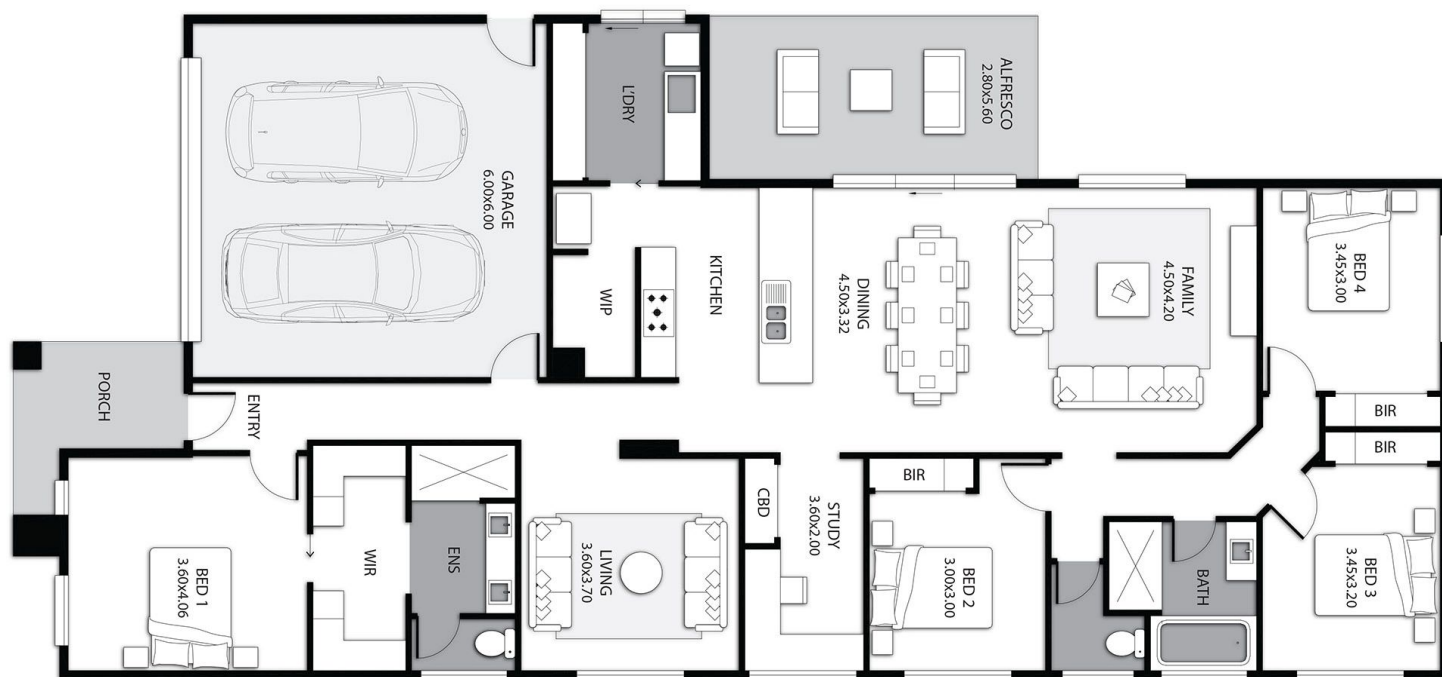 GARAGE
6.00x6.00
L'DRY
ALFRESCO
2.80x5.60
WIP
KITCHEN
DINING
4.50x3.32
FAMILY
4.50x4.20
BED 4
3.45x3.00
BIR
BIR
PORCH
ENTRY
BED 1
3.60x4.06
WIR
ENS
LIVING
3.60x3.70
CBD
STUDY
3.60x2.00
BIR
BED 2
3.00x3.00
BATH
BED 3
3.45x3.20